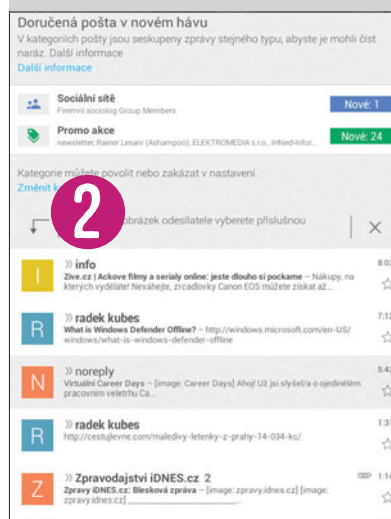 Doručená pošta v novém hávu
V kategoriích pošty jsou seskupeny zprávy stejného typu, abyste je mohli číst
naráz. Další informace
Další informace
Sociální sítě
Firemní sociolog Group Members
Nové: 1
Promo akce
newsletter, Rainer Lesani (Ashampoo), ELEKTROMEDIA s.r.o., iHNed-Infor...
Nové: 24
Kategorie můžete povolit nebo zakázat v nastavení.
Změnit
2
obrázek odesílatele vyberete příslušnou
I
info
8:02
Zive.cz | Ackove filmy a serialy online: jeste dlouho si pockame – Nákupy, na
kterých vyděláte! Neváhejte, zrcadlovky Canon EOS můžete získat až...
R
radek kubes
7:12
What is Windows Defender Offline? – http://windows.microsoft.com/en-US/
windows/what-is-windows-defender-offline
N
noreply
Virtuální Career Days – [image: Career Days] Ahoj! Už jsi slyšel/a o ojedinělém
pracovním veletrhu Ca...
R
radek kubes
http://cestujlevne.com/maledivy-letenky-z-prahy-14-034-kc/
Z
Zpravodajství iDNES.cz 2
1:14
Zpravy iDNES.cz: Blesková zpráva – [image: zpravy.idnes.cz] [image:
zpravy.idnes.cz]